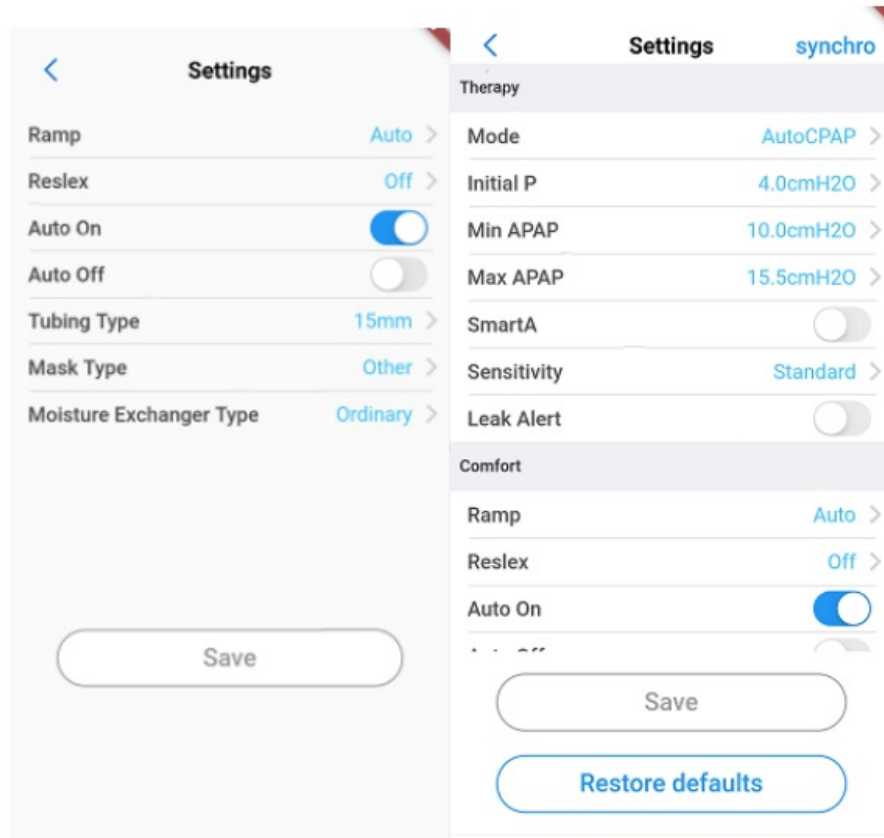 Settings
Ramp Auto
Reslex Off
Auto On
Auto Off
Tubing Type 15mm
Mask Type Other
Moisture Exchanger Type Ordinary
Save
Settings synchro
Therapy
Mode AutoCPAP
Initial P 4.0cmH2O
Min APAP 10.0cmH2O
Max APAP 15.5cmH2O
SmartA
Sensitivity Standard
Leak Alert
Comfort
Ramp Auto
Reslex Off
Auto On
Save
Restore defaults